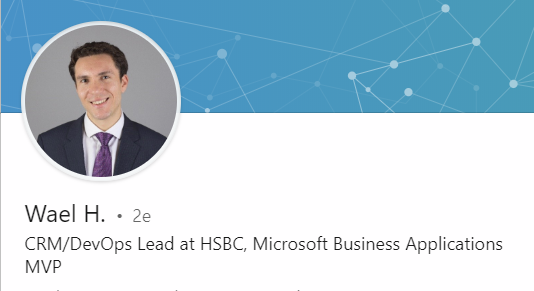 Wael H. • 2e
CRM/DevOps Lead at HSBC, Microsoft Business Applications
MVP